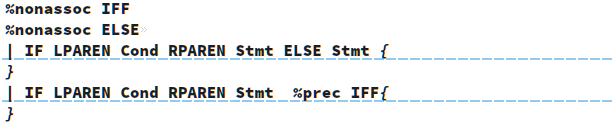 %nonassoc IFF
%nonassoc ELSE
| IF LPAREN Cond RPAREN Stmt ELSE Stmt {
}
| IF LPAREN Cond RPAREN Stmt  %prec IFF{
}